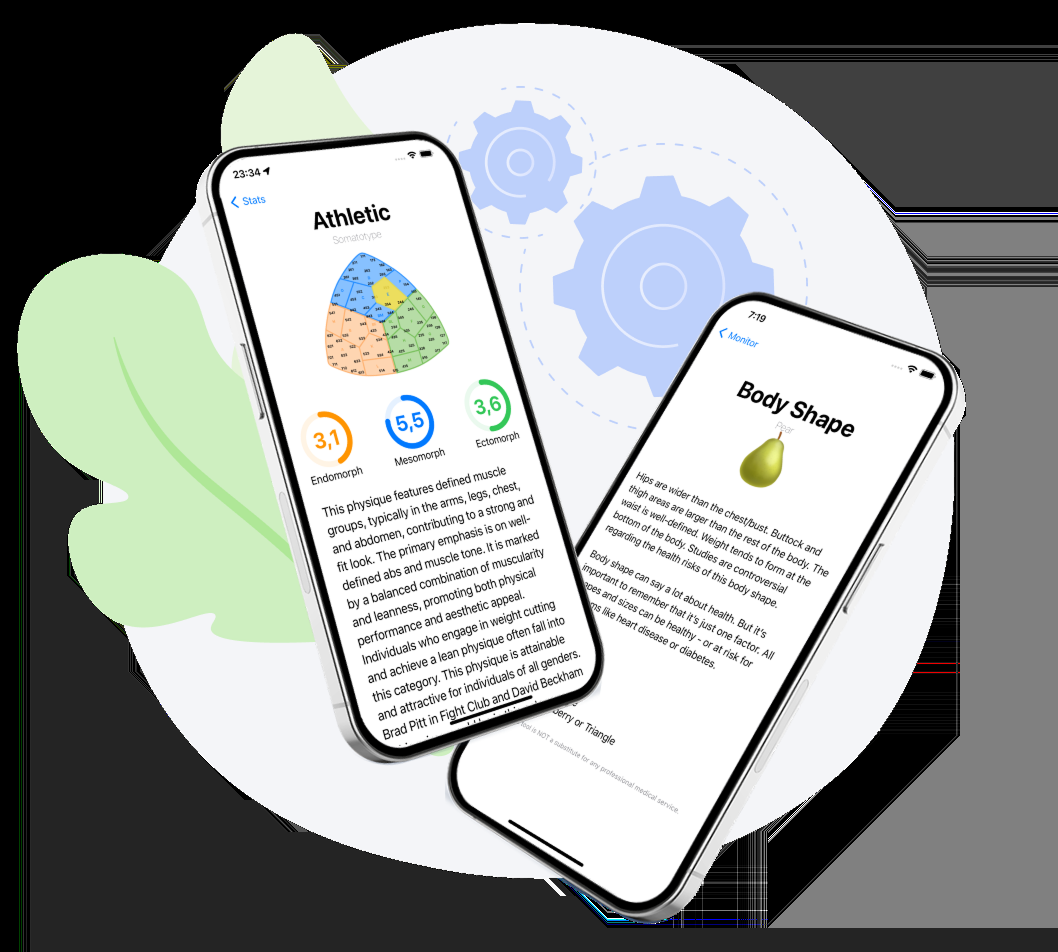 23:34
Stats
Athletic
Somatotype
3,1
5,5
3,6
Endomorph
Mesomorph
Ectomorph
This physique features defined muscle
groups, typically in the arms, legs, chest,
and abdomen, contributing to a strong and
fit look. The primary emphasis is on well-
defined abs and muscle tone. It is marked
by a balanced combination of muscularity
and leanness, promoting both physical
performance and aesthetic appeal.
Individuals who engage in weight cutting
and achieve a lean physique often fall into
this category. This physique is attainable
and attractive for individuals of all genders.
Brad Pitt in Fight Club and David Beckham
7:19
Monitor
Body Shape
Pear
Hips are wider than the chest/bust. Buttock and
thigh areas are larger than the rest of the body. The
waist is well-defined. Weight tends to form at the
bottom of the body. Studies are controversial
regarding the health risks of this body shape.
Body shape can say a lot about health. But it's
important to remember that it's just one factor. All
and sizes can be healthy - or at risk for
like heart disease or diabetes.
or Triangle
tool is NOT a substitute for any professional medical service.